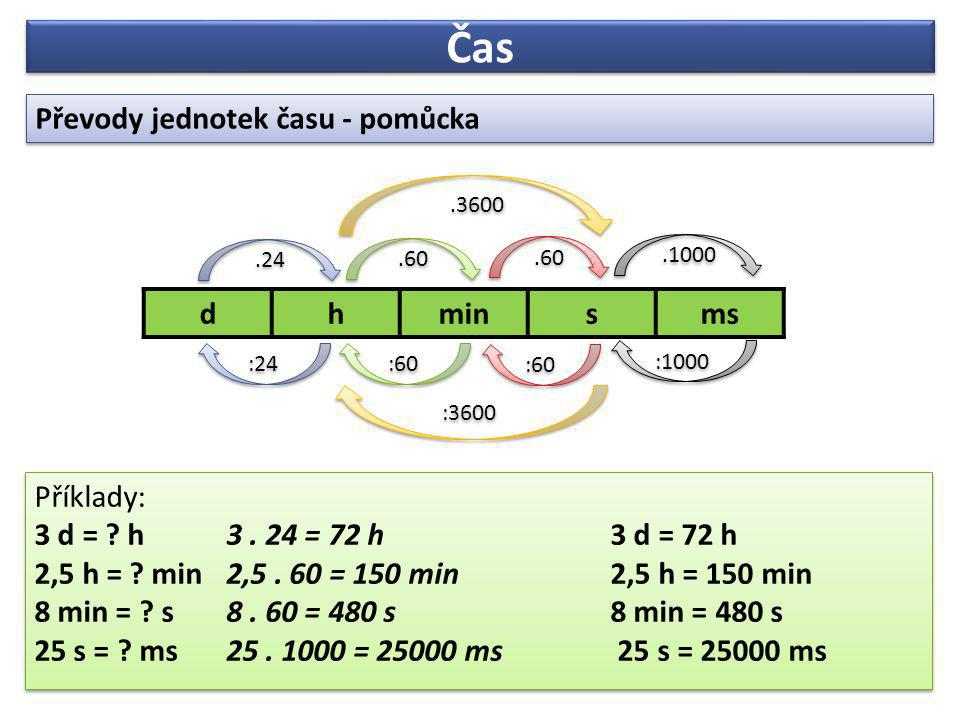 Čas
Převody jednotek času - pomůcka
.3600
.24 .60 .60 .1000
d h min s ms
:24 :60 :60 :1000
:3600
Příklady:
3 d = ? h 3 . 24 = 72 h 3 d = 72 h
2,5 h = ? min 2,5 . 60 = 150 min 2,5 h = 150 min
8 min = ? s 8 . 60 = 480 s 8 min = 480 s
25 s = ? ms 25 . 1000 = 25000 ms 25 s = 25000 ms